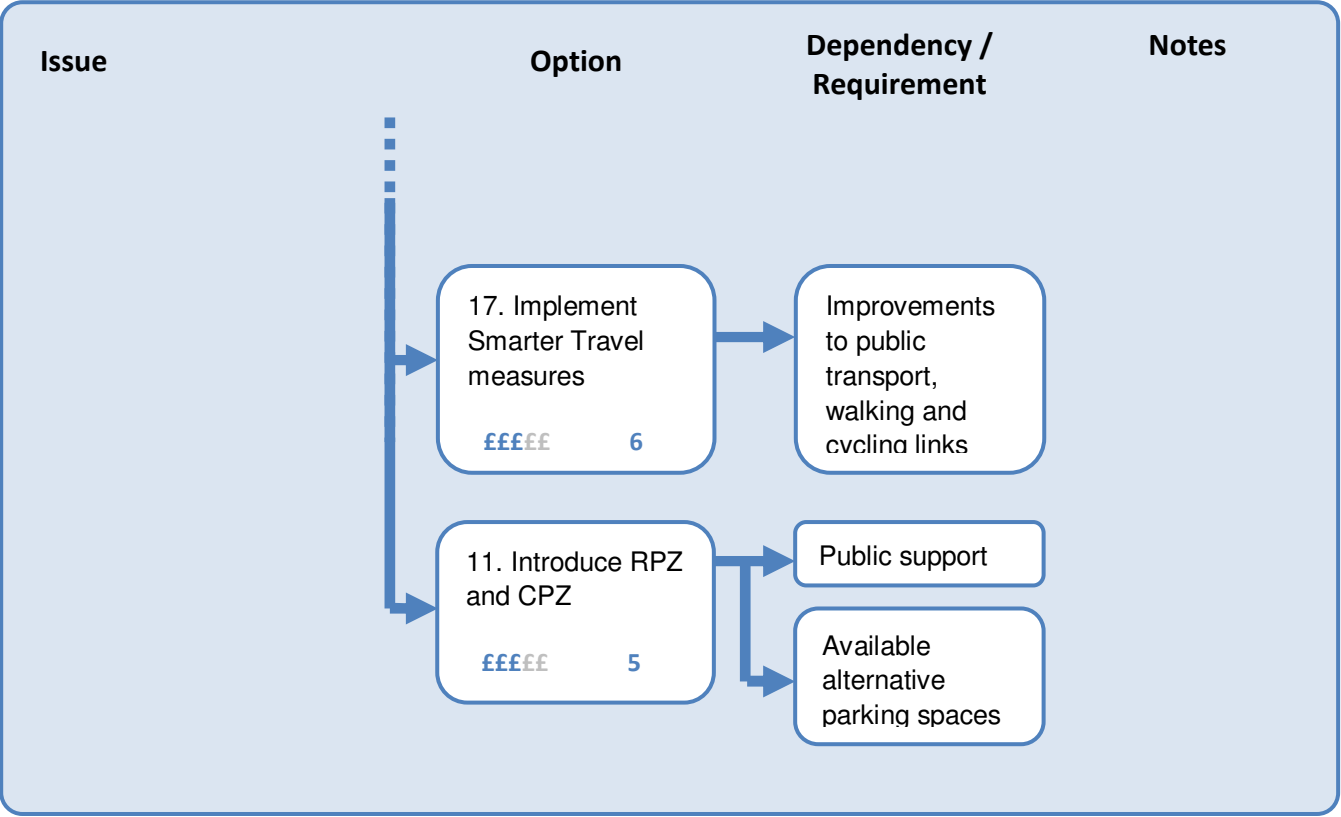 Issue
Option
Dependency /
Requirement
Notes
17. Implement
Smarter Travel
measures
£££££ 6
Improvements
to public
transport,
walking and
cycling links
11. Introduce RPZ
and CPZ
£££££ 5
Public support
Available
alternative
parking spaces